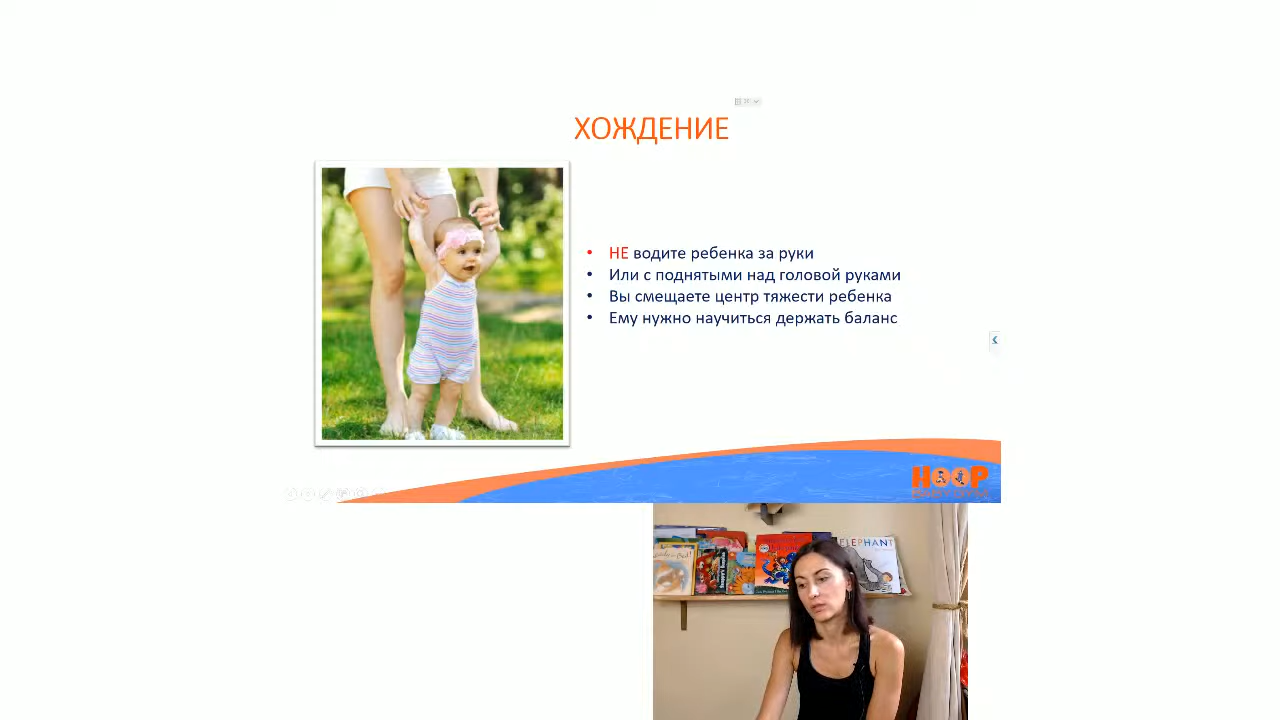 ХОЖДЕНИЕ
НЕ водите ребенка за руки
Или с поднятыми над головой руками
Вы смещаете центр тяжести ребенка
Ему нужно научиться держать баланс
HOOP
ELEPHANT